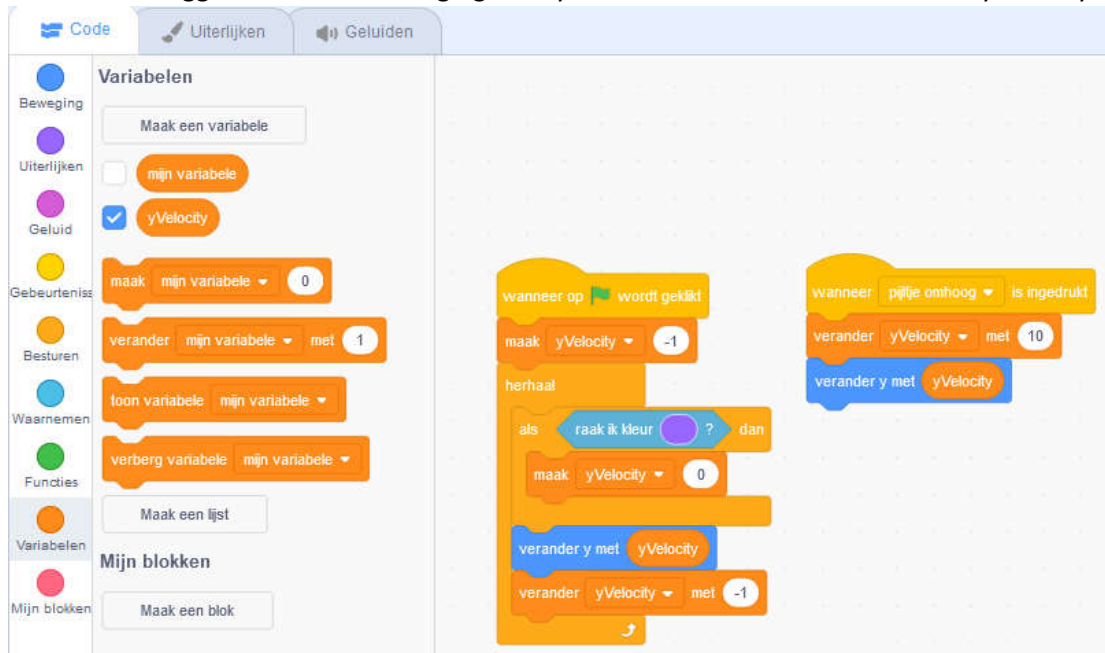 Code
Uiterlijken
Geluiden
Beweging
Uiterlijken
Geluid
Gebeurteniss
Besturen
Waarnemen
Functies
Variabelen
Mijn blokken
Variabelen
Maak een variabele
mijn variabele
yVelocity
maak mijn variabele 0
verander mijn variabele met 1
toon variabele mijn variabele
verberg variabele mijn variabele
Maak een lijst
Mijn blokken
Maak een blok
wanneer op wordt geklikt
maak yVelocity -1
herhaal
als raak ik kleur ? dan
maak yVelocity 0
verander y met yVelocity
verander yVelocity met -1
wanneer pijltje omhoog is ingedrukt
verander yVelocity met 10
verander y met yVelocity